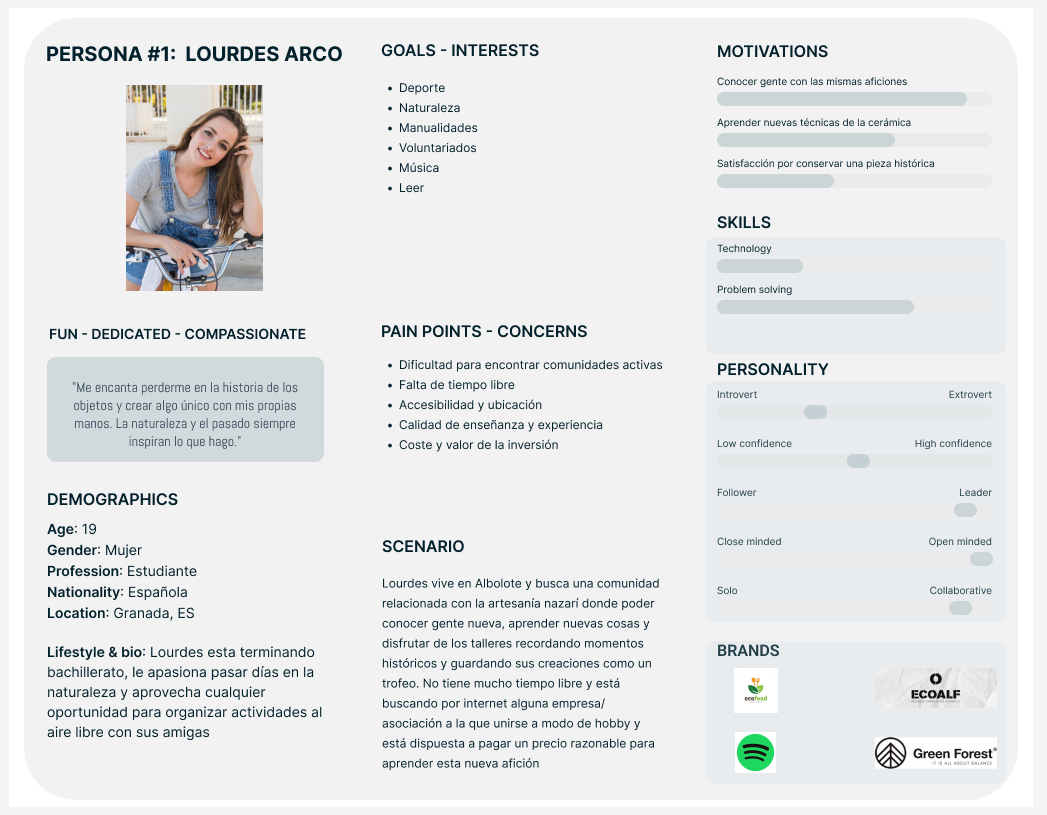 PERSONA #1:  LOURDES ARCO
FUN - DEDICATED - COMPASSIONATE
"Me encanta perderme en la historia de los
objetos y crear algo único con mis propias
manos. La naturaleza y el pasado siempre
inspiran lo que hago."
DEMOGRAPHICS
Age: 19
Gender: Mujer
Profession: Estudiante
Nationality: Española
Location: Granada, ES
Lifestyle & bio: Lourdes esta terminando
bachillerato, le apasiona pasar días en la
naturaleza y aprovecha cualquier
oportunidad para organizar actividades al
aire libre con sus amigas
GOALS - INTERESTS
• Deporte
• Naturaleza
• Manualidades
• Voluntariados
• Música
• Leer
PAIN POINTS - CONCERNS
• Dificultad para encontrar comunidades activas
• Falta de tiempo libre
• Accesibilidad y ubicación
• Calidad de enseñanza y experiencia
• Coste y valor de la inversión
SCENARIO
Lourdes vive en Albolote y busca una comunidad
relacionada con la artesanía nazarí donde poder
conocer gente nueva, aprender nuevas cosas y
disfrutar de los talleres recordando momentos
históricos y guardando sus creaciones como un
trofeo. No tiene mucho tiempo libre y está
buscando por internet alguna empresa/
asociación a la que unirse a modo de hobby y
está dispuesta a pagar un precio razonable para
aprender esta nueva afición
MOTIVATIONS
Conocer gente con las mismas aficiones
Aprender nuevas técnicas de la cerámica
Satisfacción por conservar una pieza histórica
SKILLS
Technology
Problem solving
PERSONALITY
Introvert Extrovert
Low confidence High confidence
Follower Leader
Close minded Open minded
Solo Collaborative
BRANDS
ecofood
ECOALF
Green Forest®
IT IS ALL ABOUT BALANCE